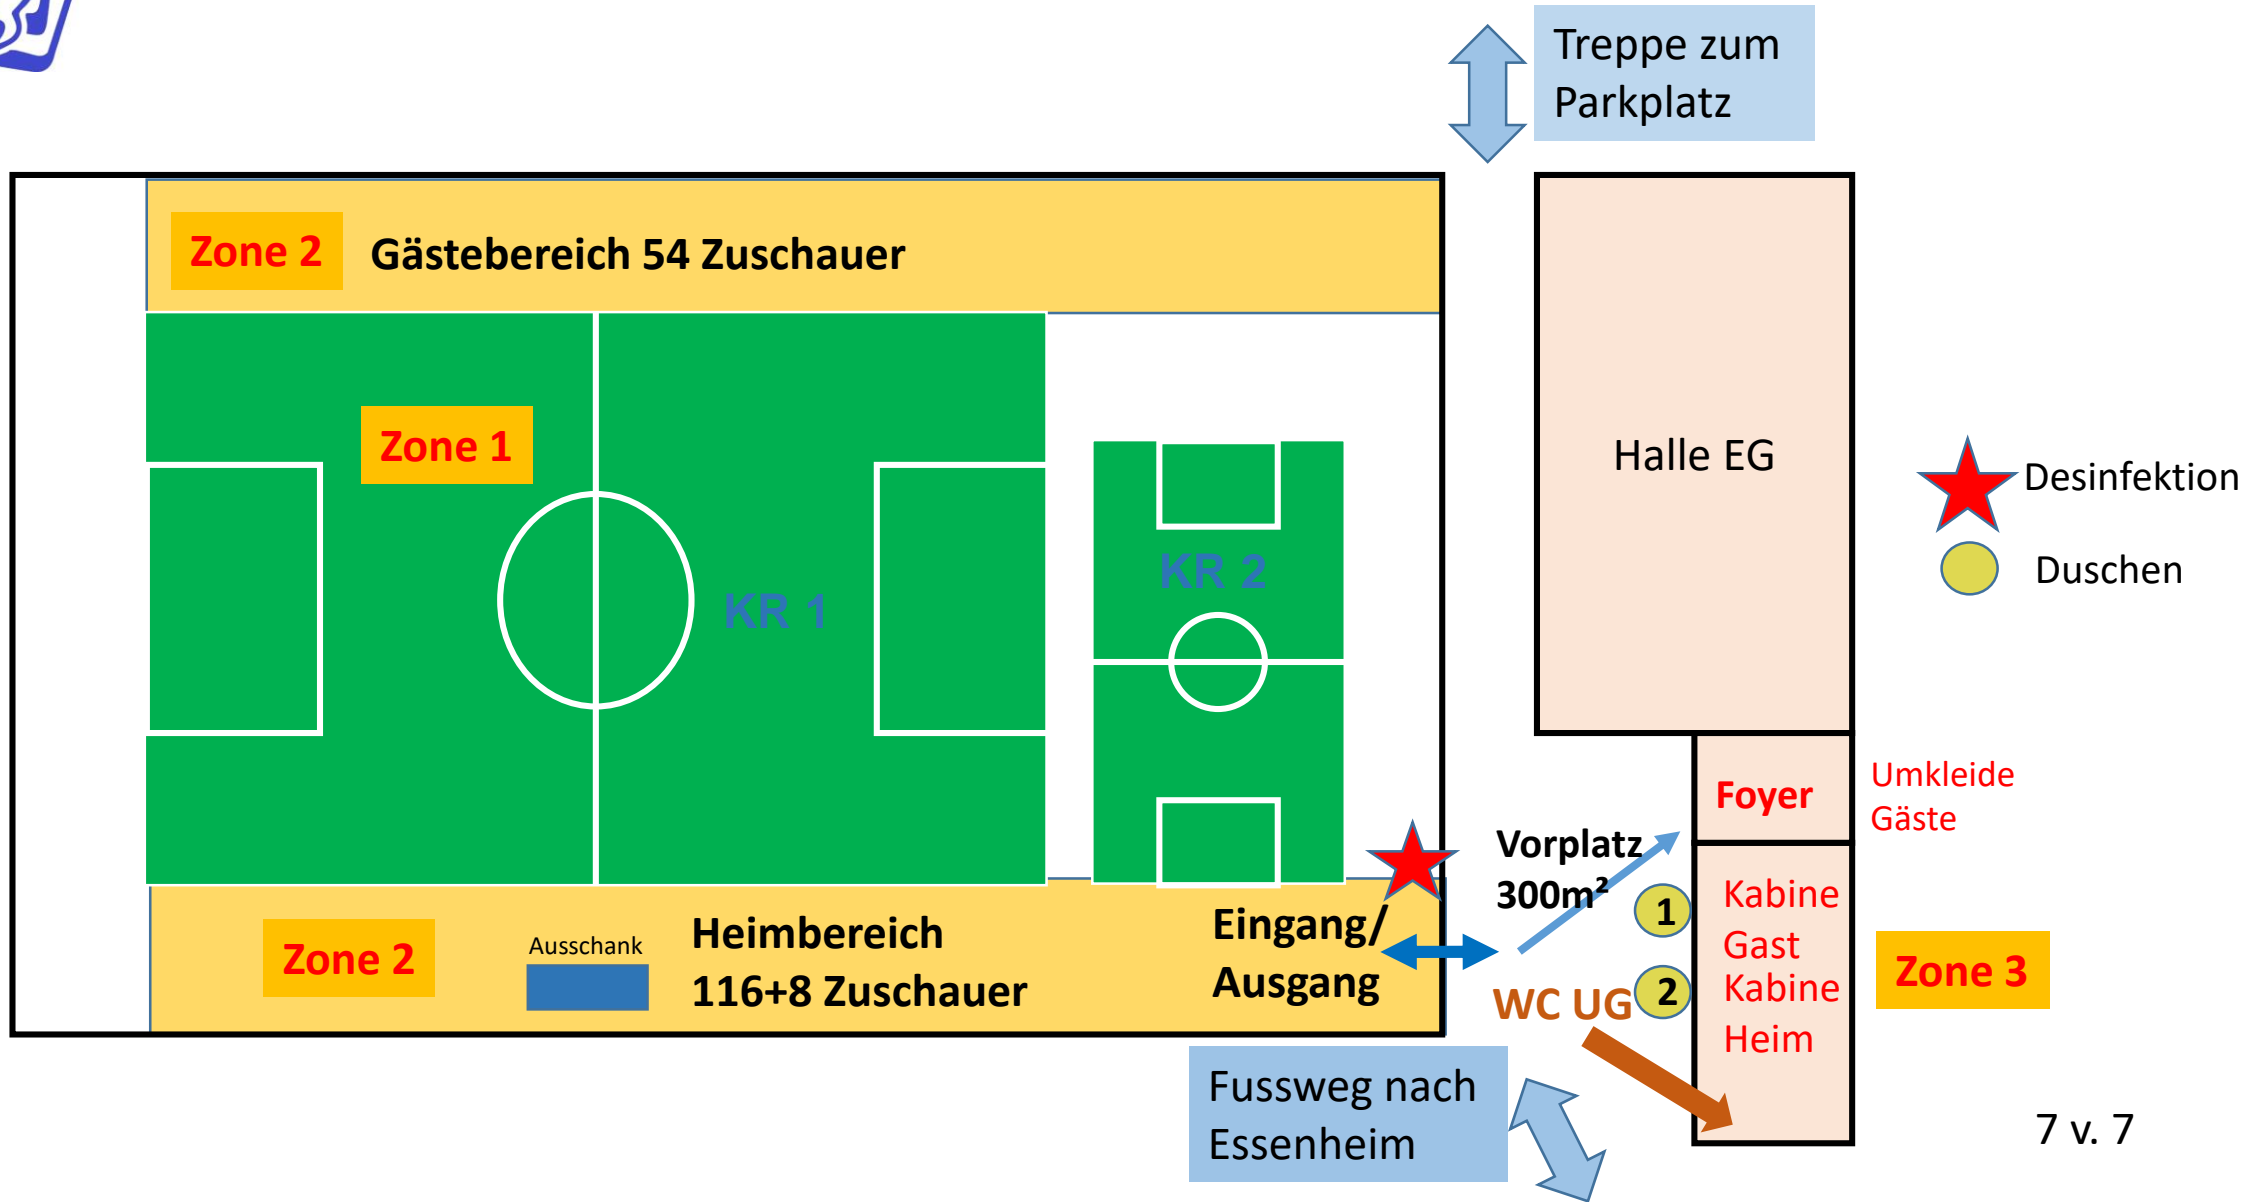 Treppe zum
Parkplatz
Zone 2
Gästebereich 54 Zuschauer
Zone 1
Halle EG
Desinfektion
KR 2
Duschen
KR 1
Foyer
Umkleide
Gäste
Vorplatz
300m²
1
Kabine
Gast
2
Kabine
Heim
Zone 3
Zone 2
Ausschank
Heimbereich
116+8 Zuschauer
Eingang/
Ausgang
WC UG
Fussweg nach
Essenheim
7 v. 7